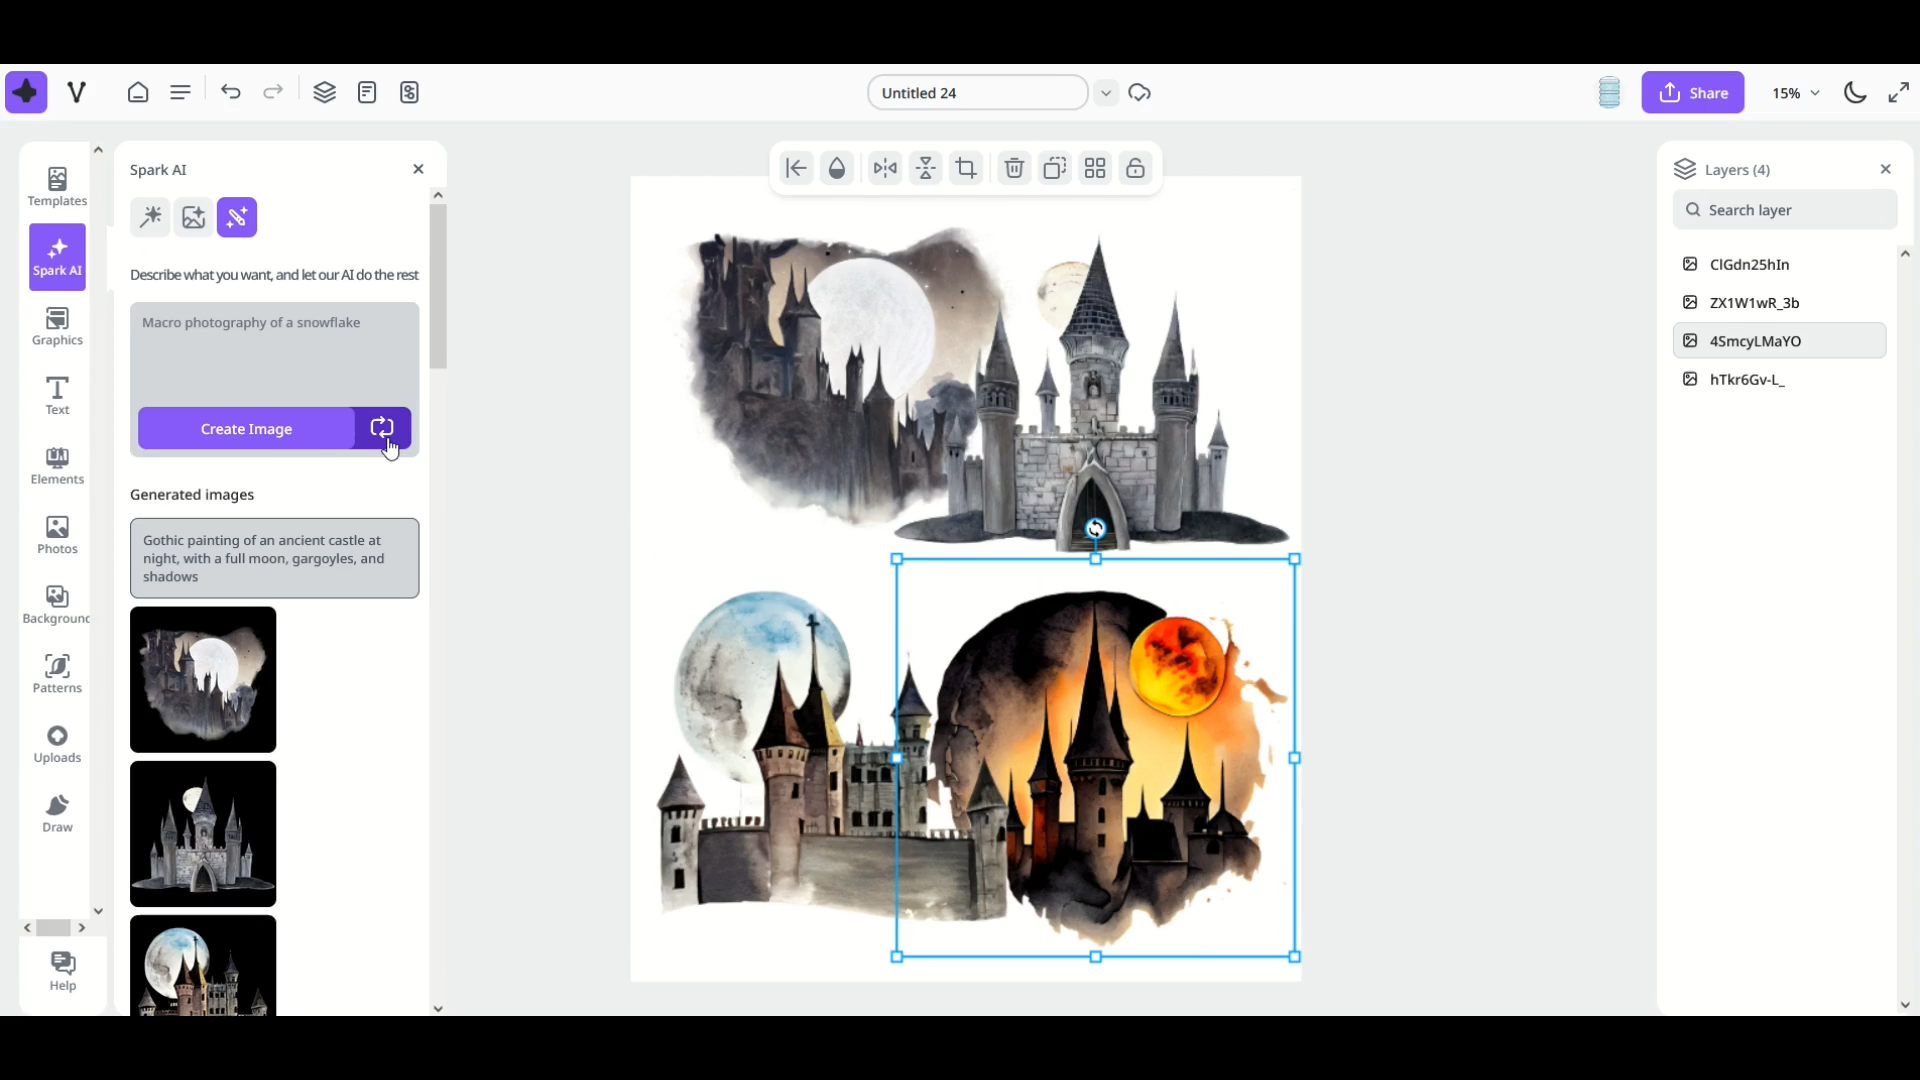 Untitled 24
Share
15%
Templates
Spark AI
Graphics
Text
Elements
Photos
Background
Patterns
Uploads
Draw
Help
Spark AI
Describe what you want, and let our AI do the rest
Macro photography of a snowflake
Create Image
Generated images
Gothic painting of an ancient castle at
night, with a full moon, gargoyles, and
shadows
Layers (4)
Search layer
ClGdn25hIn
ZX1W1wR_3b
4SmcyLMaYO
hTkr6Gv-L_